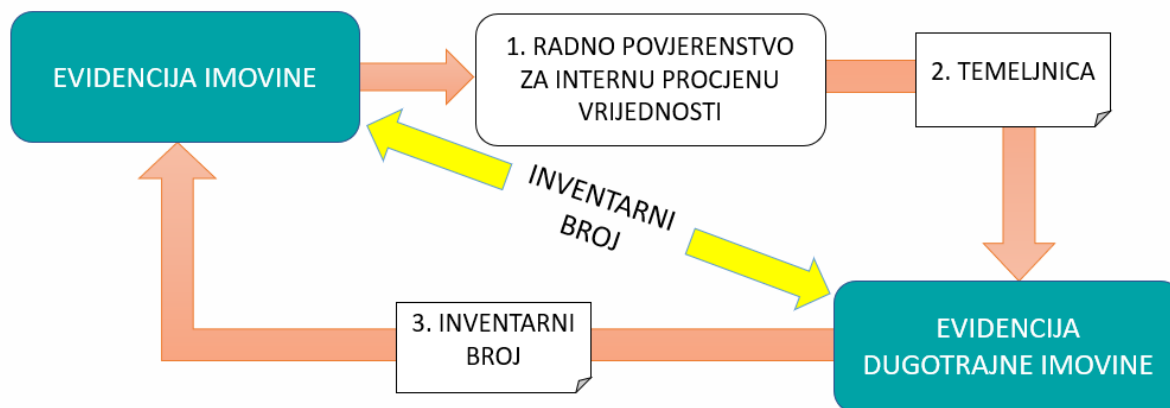 EVIDENCIJA IMOVINE
1. RADNO POVJERENSTVO
ZA INTERNU PROCJENU
VRIJEDNOSTI
2. TEMELJNICA
INVENTARNI
BROJ
3. INVENTARNI
BROJ
EVIDENCIJA
DUGOTRAJNE IMOVINE